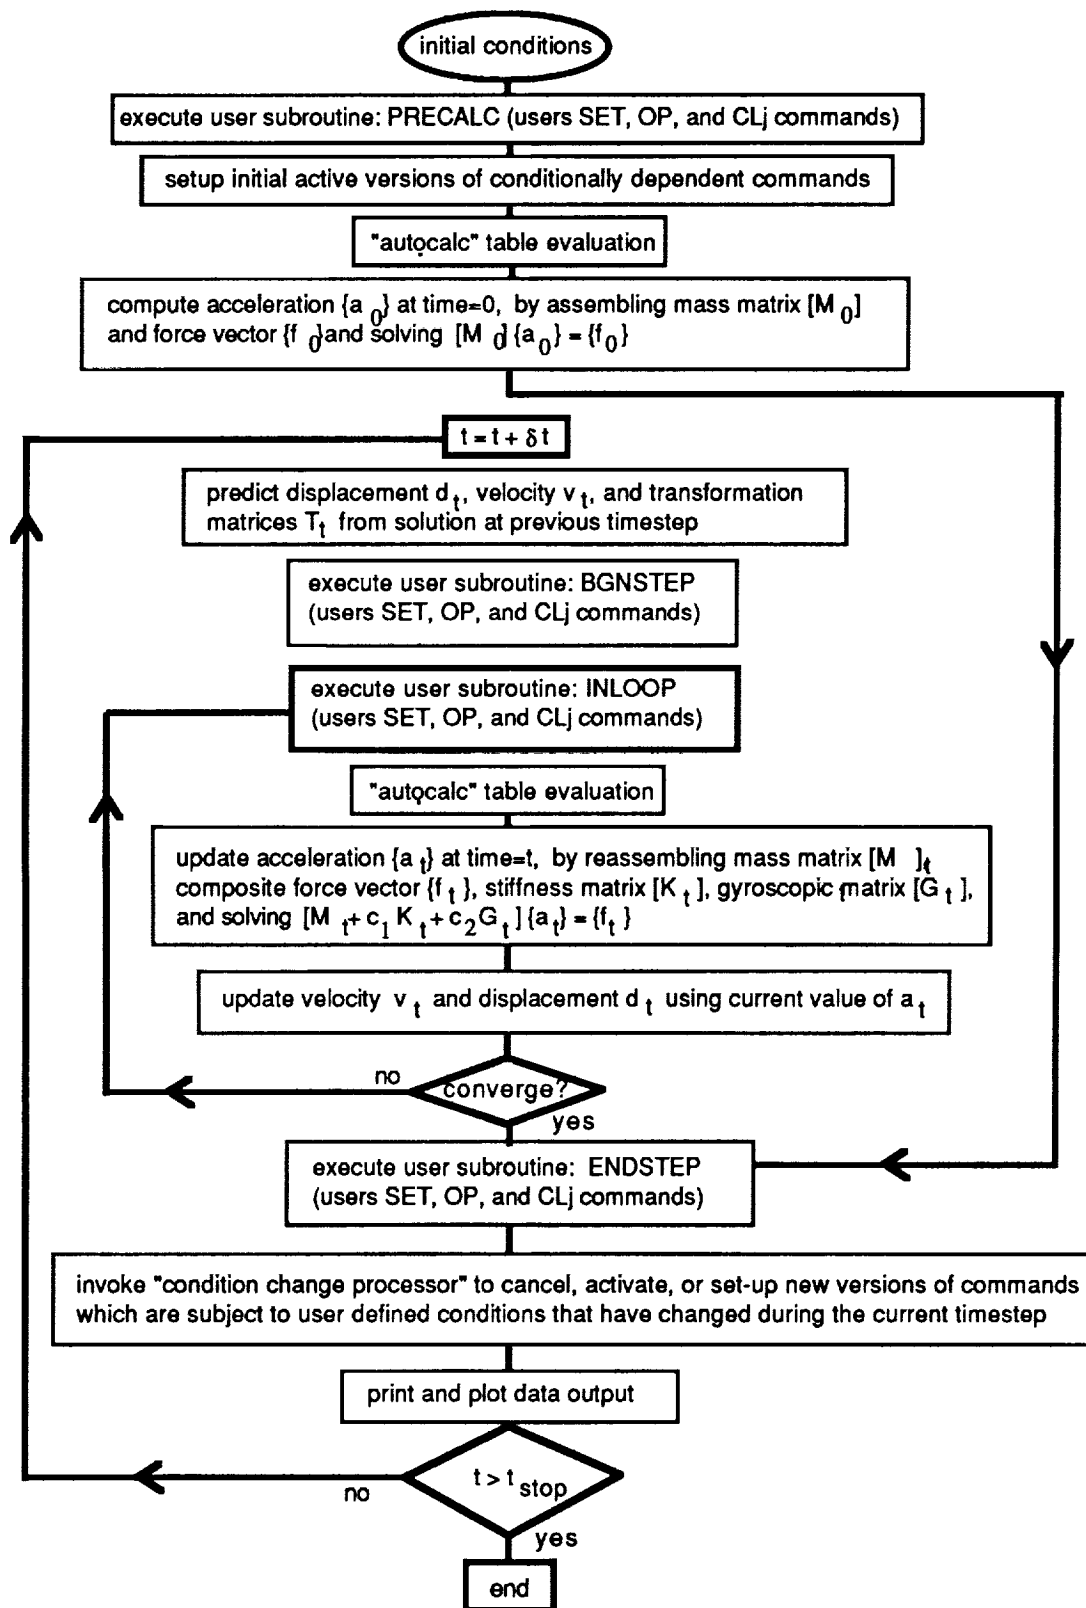 initial conditions
execute user subroutine: PRECALC (users SET, OP, and CLj commands)
setup initial active versions of conditionally dependent commands
"autocalc" table evaluation
compute acceleration {a 0} at time=0, by assembling mass matrix [M 0]
and force vector {f 0} and solving [M 0] {a 0} = {f 0}
t = t + δ t
predict displacement d t, velocity v t, and transformation
matrices T t from solution at previous timestep
execute user subroutine: BGNSTEP
(users SET, OP, and CLj commands)
execute user subroutine: INLOOP
(users SET, OP, and CLj commands)
"autocalc" table evaluation
update acceleration {a t} at time=t, by reassembling mass matrix [M ]t
composite force vector {f t}, stiffness matrix [K t], gyroscopic matrix [G t],
and solving [M t + c1 K t + c2 G t] {a t} = {f t}
update velocity v t and displacement d t using current value of a t
no
converge?
yes
execute user subroutine: ENDSTEP
(users SET, OP, and CLj commands)
invoke "condition change processor" to cancel, activate, or set-up new versions of commands
which are subject to user defined conditions that have changed during the current timestep
print and plot data output
t > t stop
no
yes
end